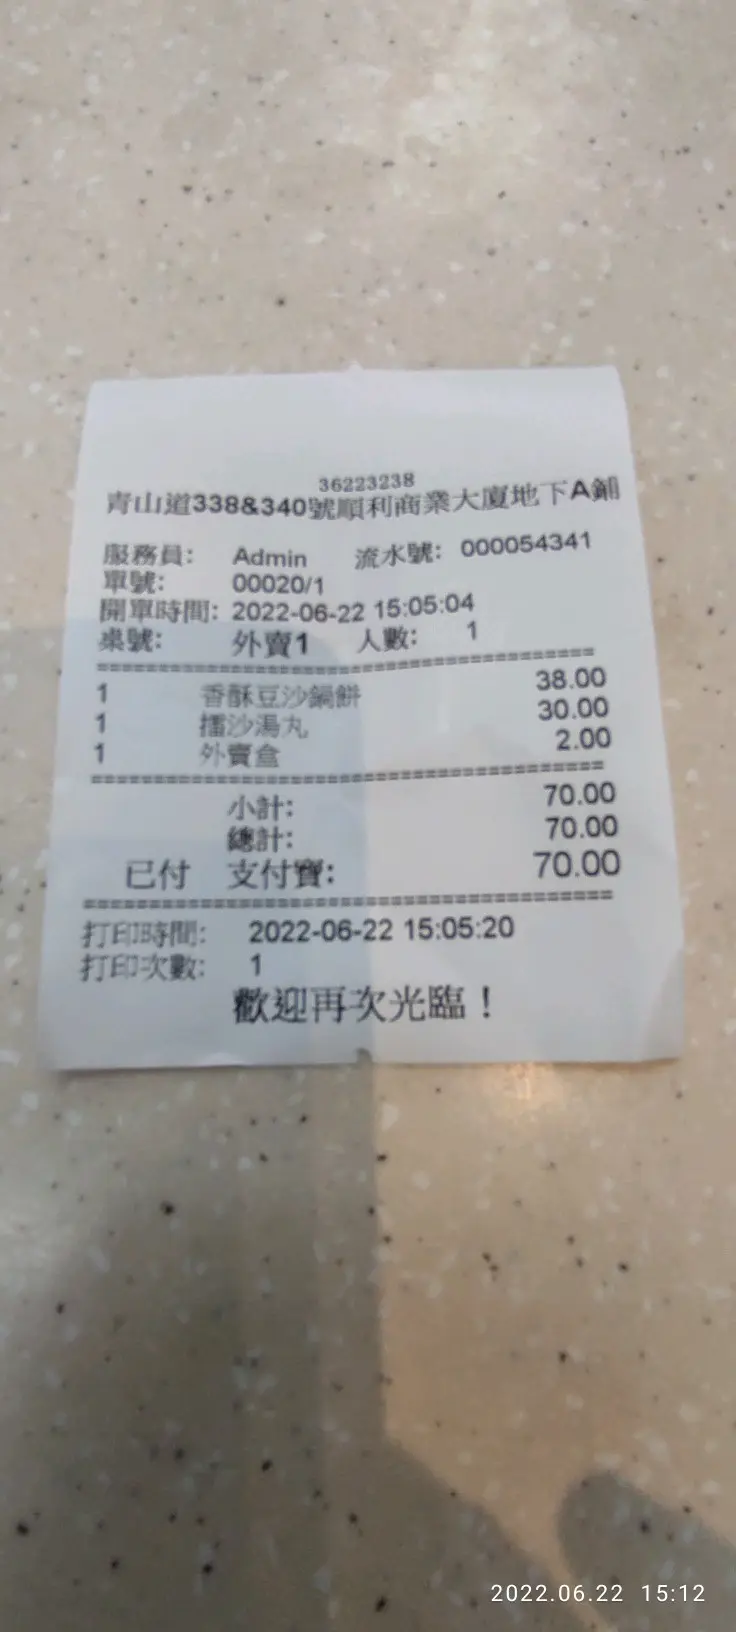 36223238
青山道338&340號順利商業大廈地下A鋪
服務員: Admin 流水號: 000054341
單號: 00020/1
開單時間: 2022-06-22 15:05:04
桌號: 外賣1 人數: 1
1 香酥豆沙鍋餅 38.00
1 擂沙湯丸 30.00
1 外賣盒 2.00
小計: 70.00
總計: 70.00
已付 支付寶: 70.00
打印時間: 2022-06-22 15:05:20
打印次數: 1
歡迎再次光臨！
2022.06.22 15:12